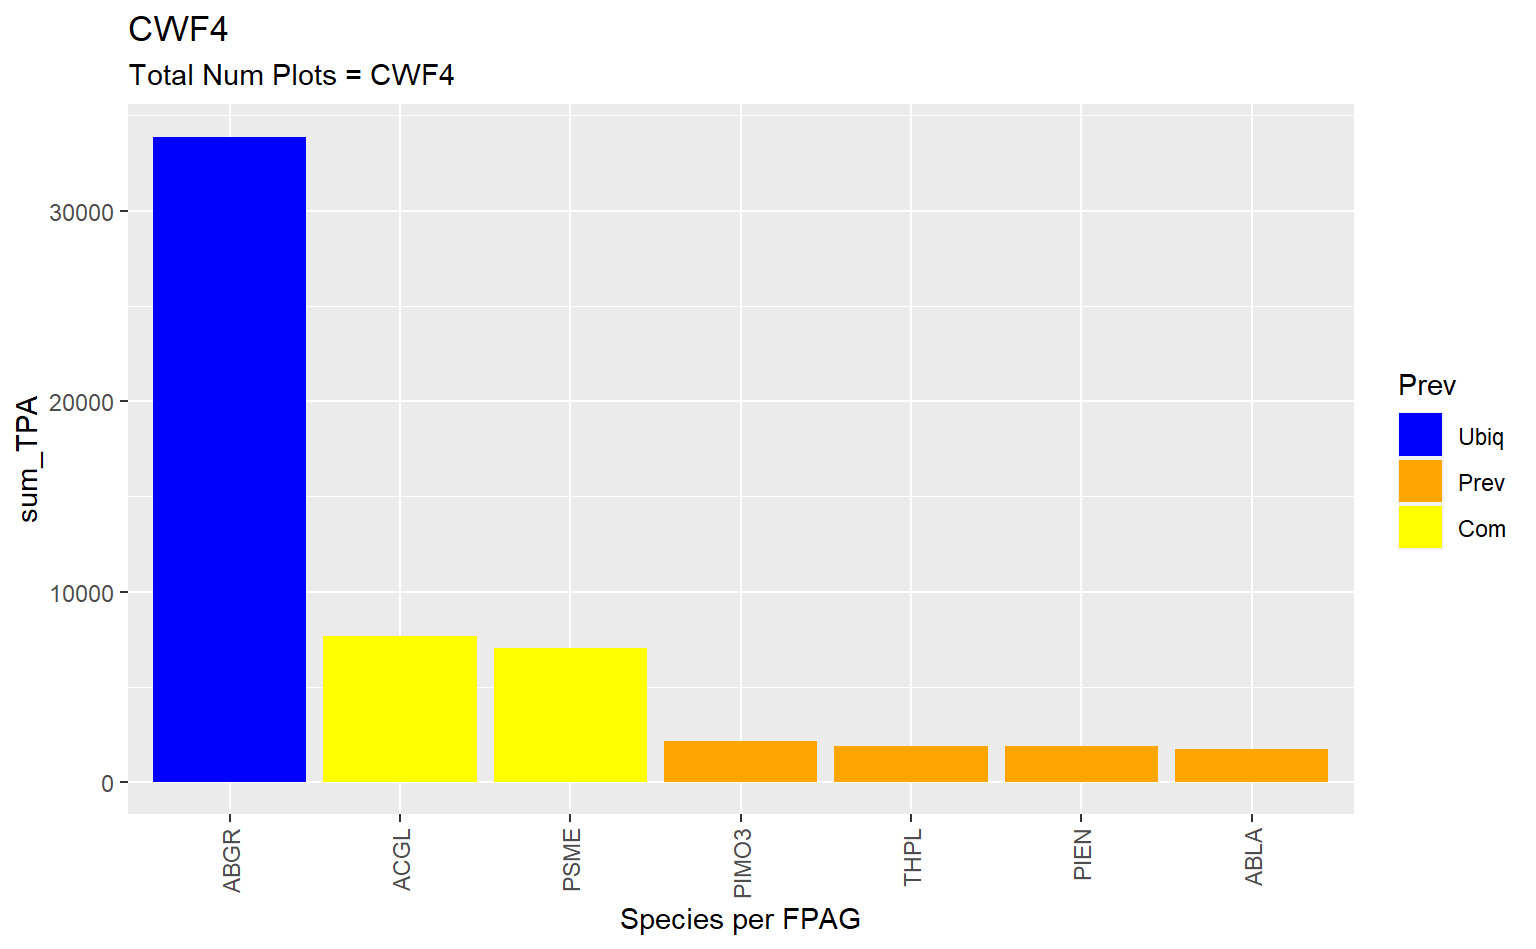 CWF4
Total Num Plots = CWF4
sum_TPA
30000
20000
10000
0
ABGR
ACGL
PSME
PIMO3
THPL
PIEN
ABLA
Species per FPAG
Prev
Ubiq
Prev
Com